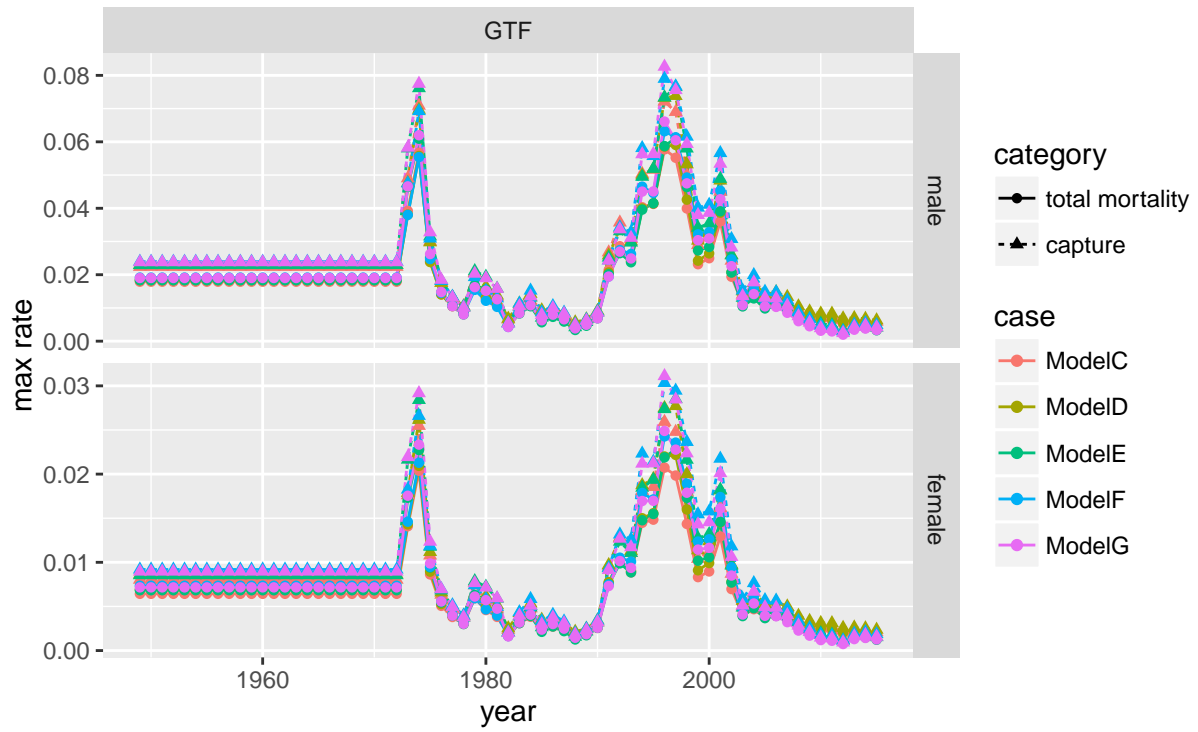 GTF
max rate
0.08
0.06
0.04
0.02
0.00
male
0.03
0.02
0.01
0.00
female
1960
1980
2000
year
category
total mortality
capture
case
ModelC
ModelD
ModelE
ModelF
ModelG